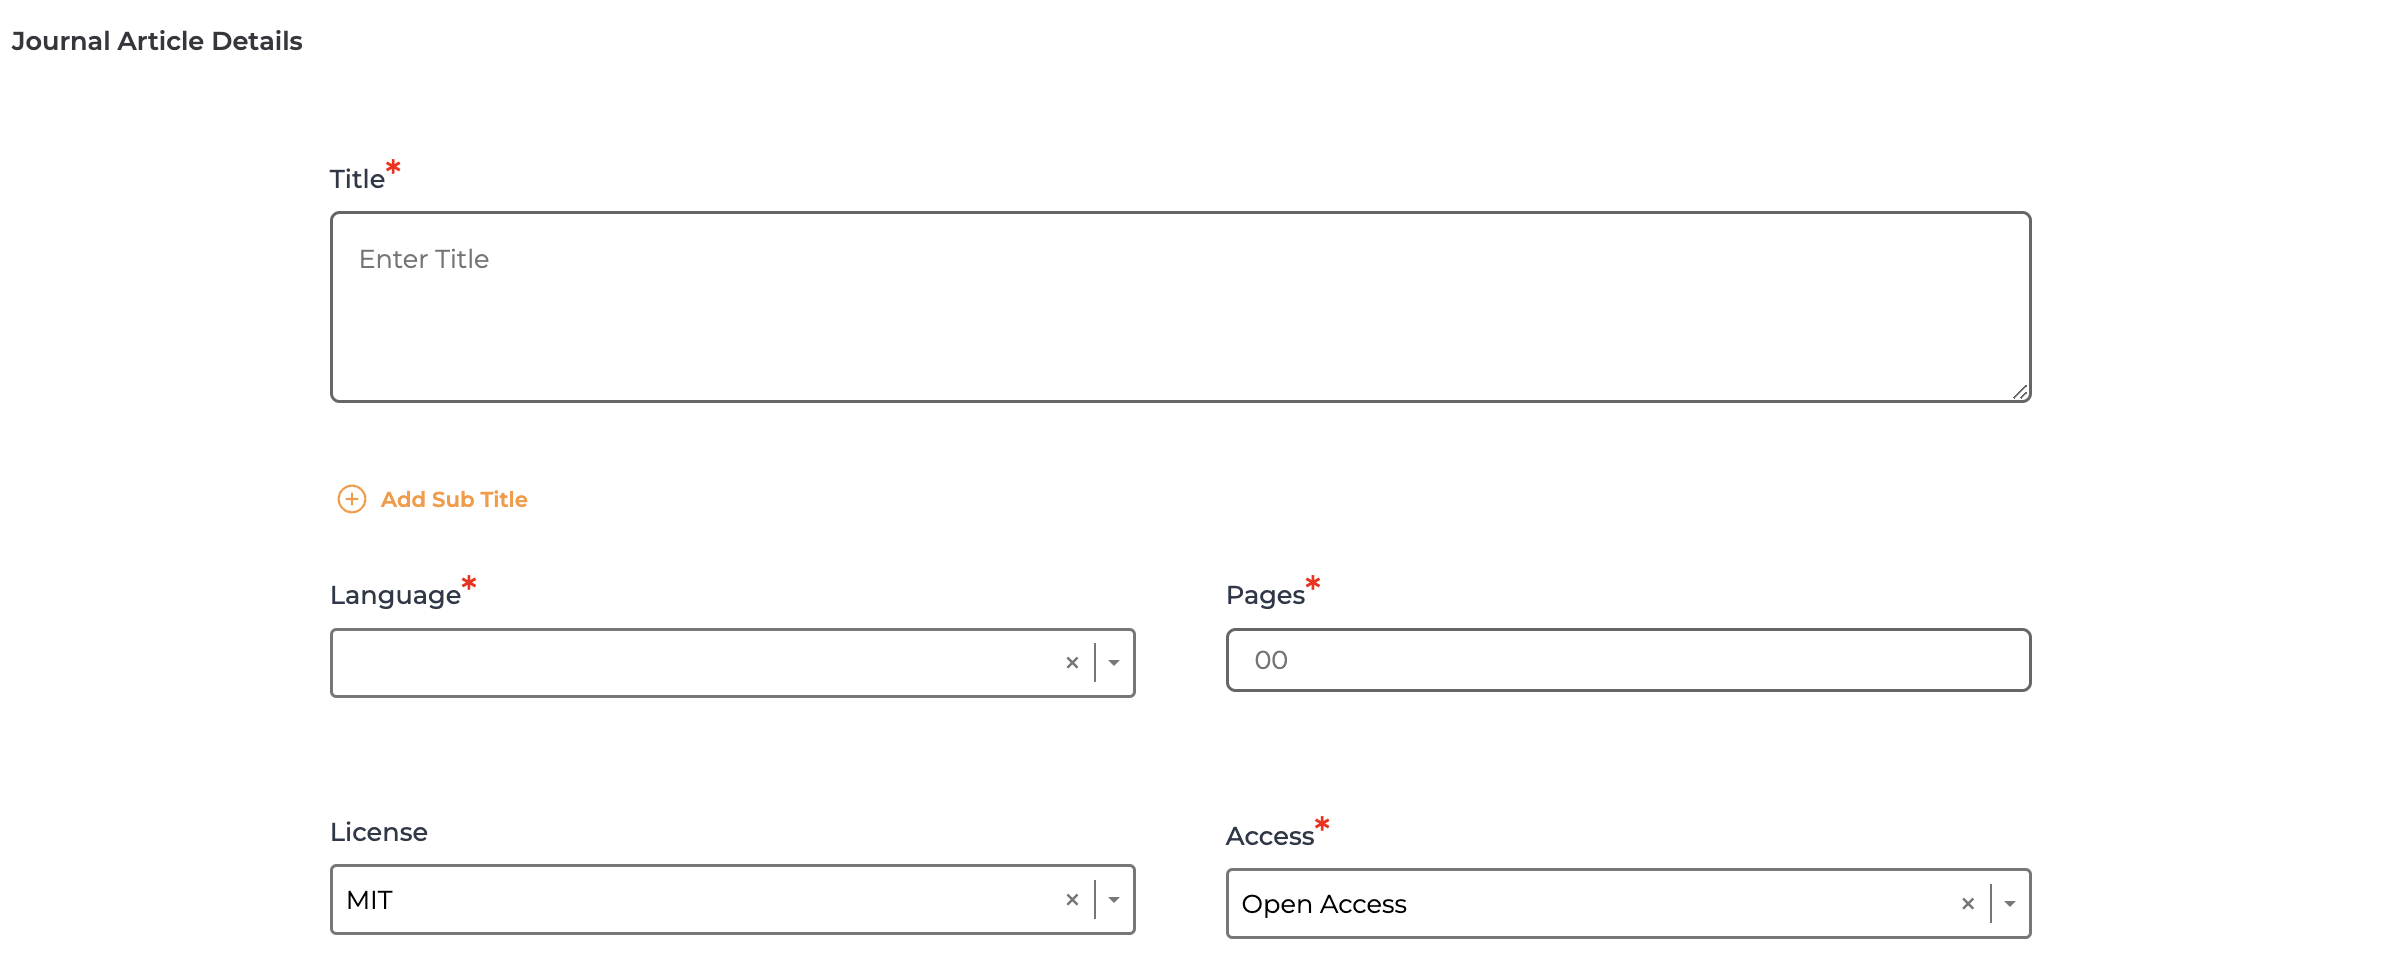 Journal Article Details
Title*
Enter Title
Add Sub Title
Language*
Pages*
00
License
Access*
MIT
Open Access